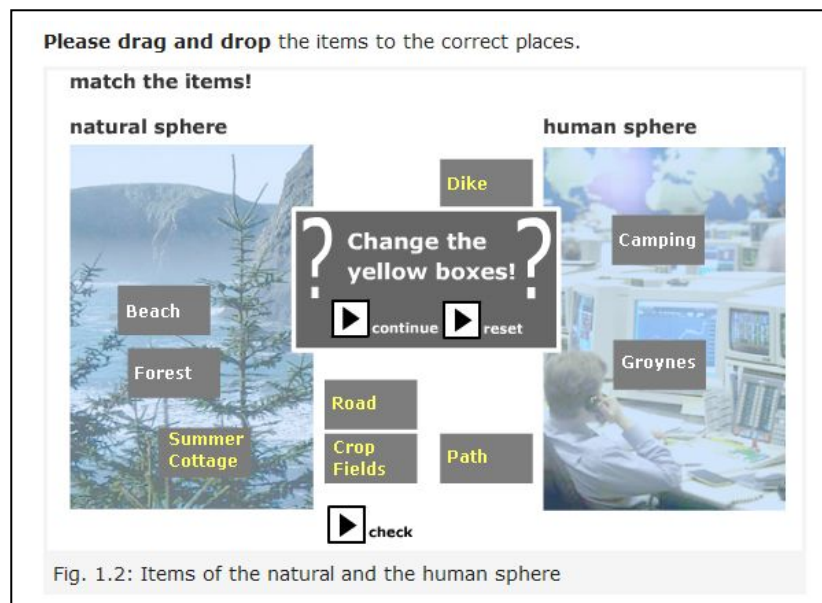 Please drag and drop the items to the correct places.
match the items!
natural sphere
human sphere
Dike
Camping
? Change the ?
yellow boxes!
continue
reset
Beach
Forest
Groynes
Road
Summer
Cottage
Crop
Fields
Path
check
Fig. 1.2: Items of the natural and the human sphere